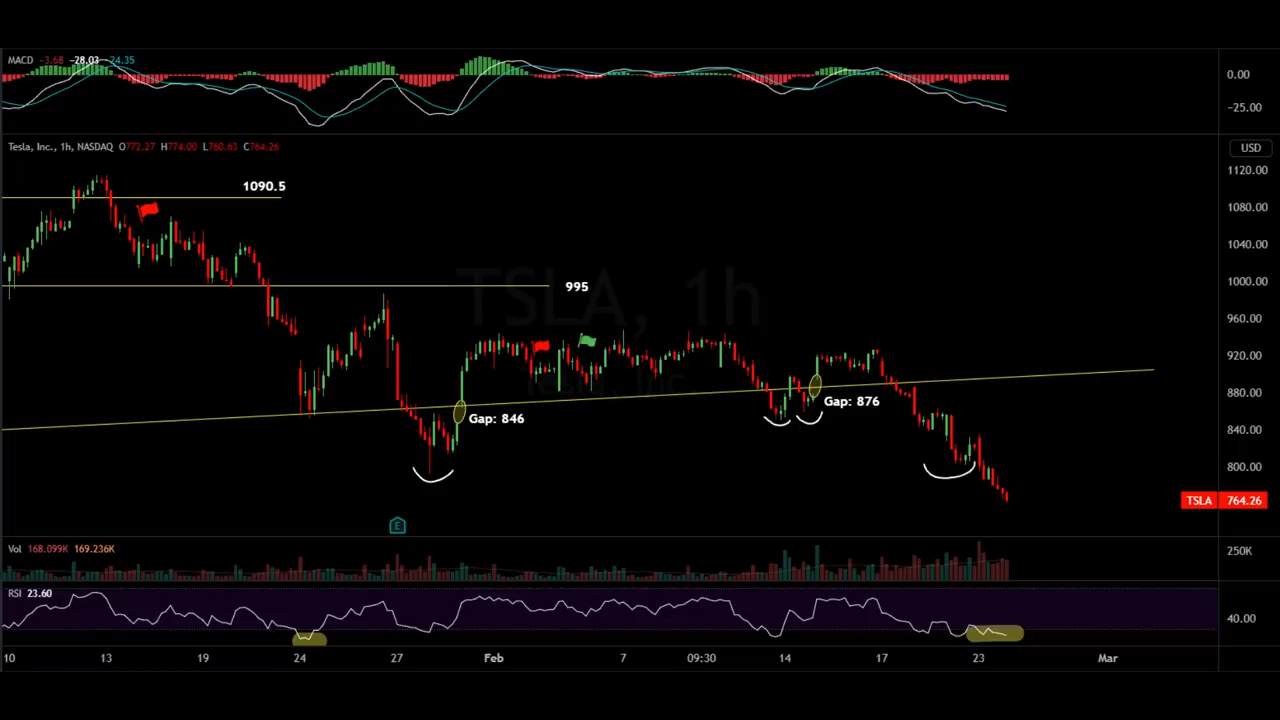 MACD -3.68 -28.03 -24.35
0.00
-25.00
Tesla, Inc., 1h, NASDAQ O772.27 H774.00 L760.63 C764.26
USD
1120.00
1090.5
1080.00
1040.00
1000.00
995
TSLA, 1h
960.00
920.00
Tesla, Inc.
880.00
Gap: 876
Gap: 846
840.00
800.00
TSLA 764.26
E
Vol 168.099K 169.236K
250K
RSI 23.60
40.00
10 13 19 24 27 Feb 7 09:30 14 17 23 Mar